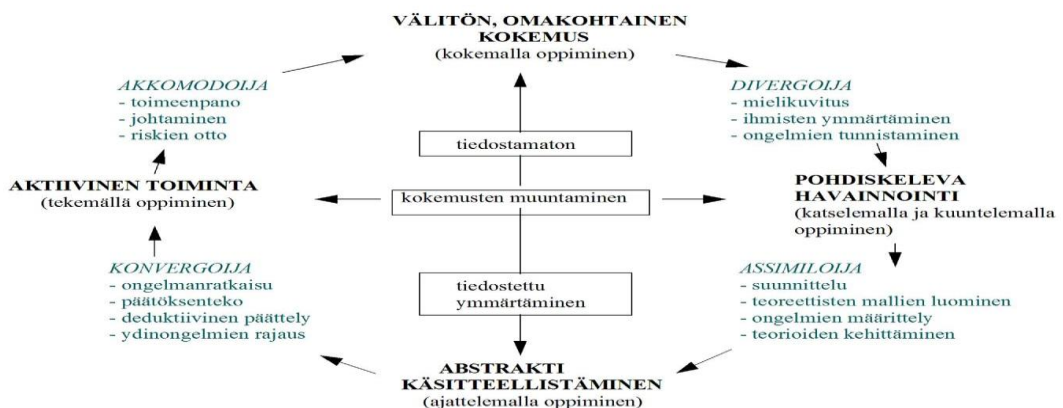 VÄLITÖN, OMAKOHTAINEN
KOKEMUS
(kokemalla oppiminen)
AKKOMODOIJA
- toimeenpano
- johtaminen
- riskien otto
DIVERGOIJA
- mielikuvitus
- ihmisten ymmärtäminen
- ongelmien tunnistaminen
tiedostamaton
AKTIIVINEN TOIMINTA
(tekemällä oppiminen)
kokemusten muuntaminen
POHDISKELEVA
HAVAINNOINTI
(katselemalla ja kuuntelemalla
oppiminen)
KONVERGOIJA
- ongelmanratkaisu
- päätöksenteko
- deduktiivinen päättely
- ydinongelmien rajaus
tiedostettu
ymmärtäminen
ASSIMILOIJA
- suunnittelu
- teoreettisten mallien luominen
- ongelmien määrittely
- teorioiden kehittäminen
ABSTRAKTI
KÄSITTEELLISTÄMINEN
(ajattelemalla oppiminen)